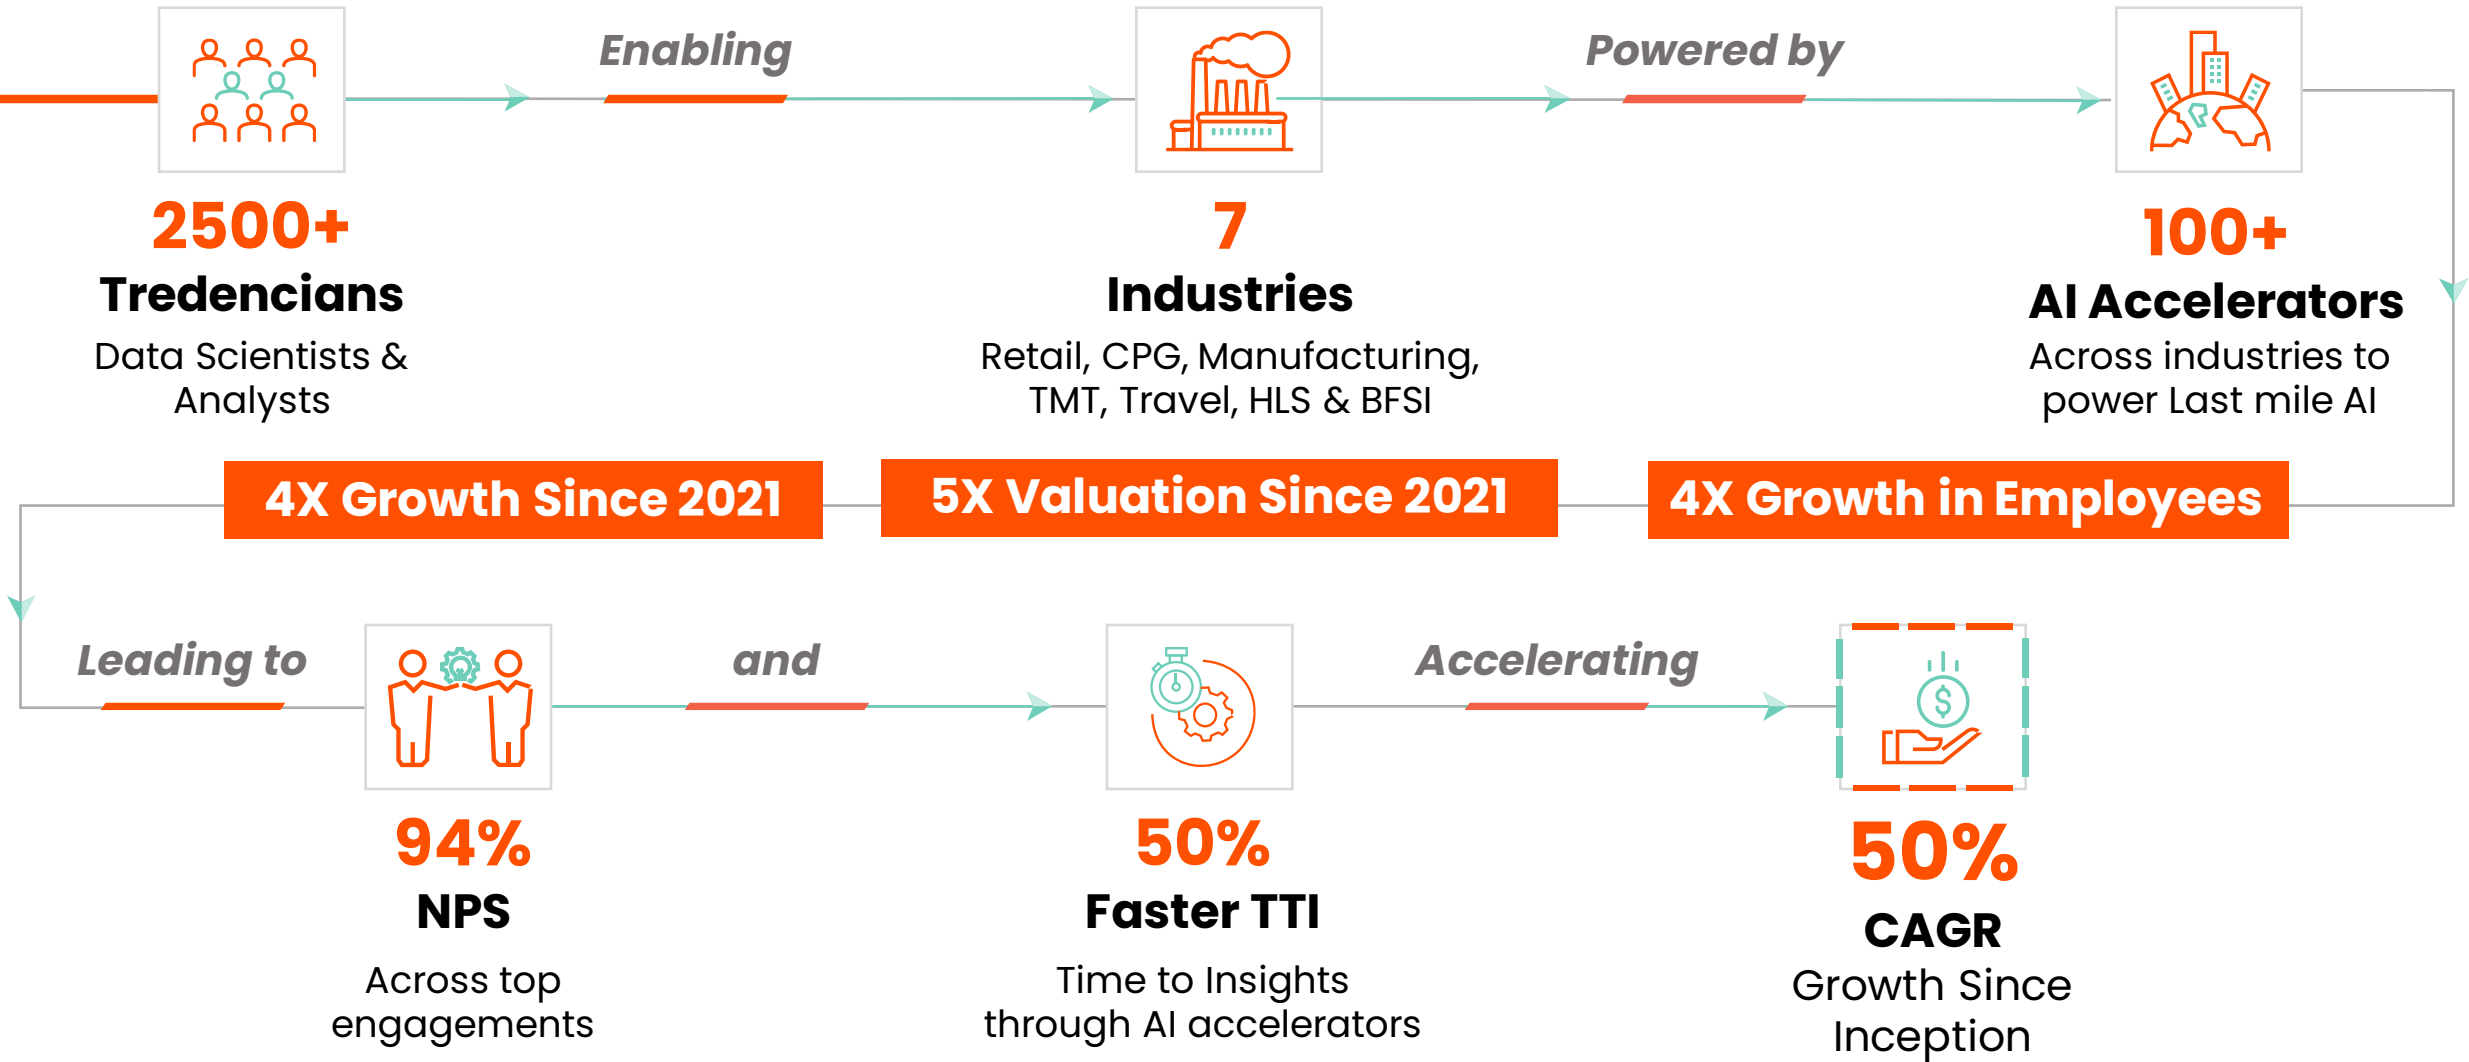 Enabling
Powered by
2500+
Tredencians
Data Scientists &
Analysts
7
Industries
Retail, CPG, Manufacturing,
TMT, Travel, HLS & BFSI
100+
AI Accelerators
Across industries to
power Last mile AI
4X Growth Since 2021
5X Valuation Since 2021
4X Growth in Employees
Leading to
and
Accelerating
94%
NPS
Across top
engagements
50%
Faster TTI
Time to Insights
through AI accelerators
50%
CAGR
Growth Since
Inception